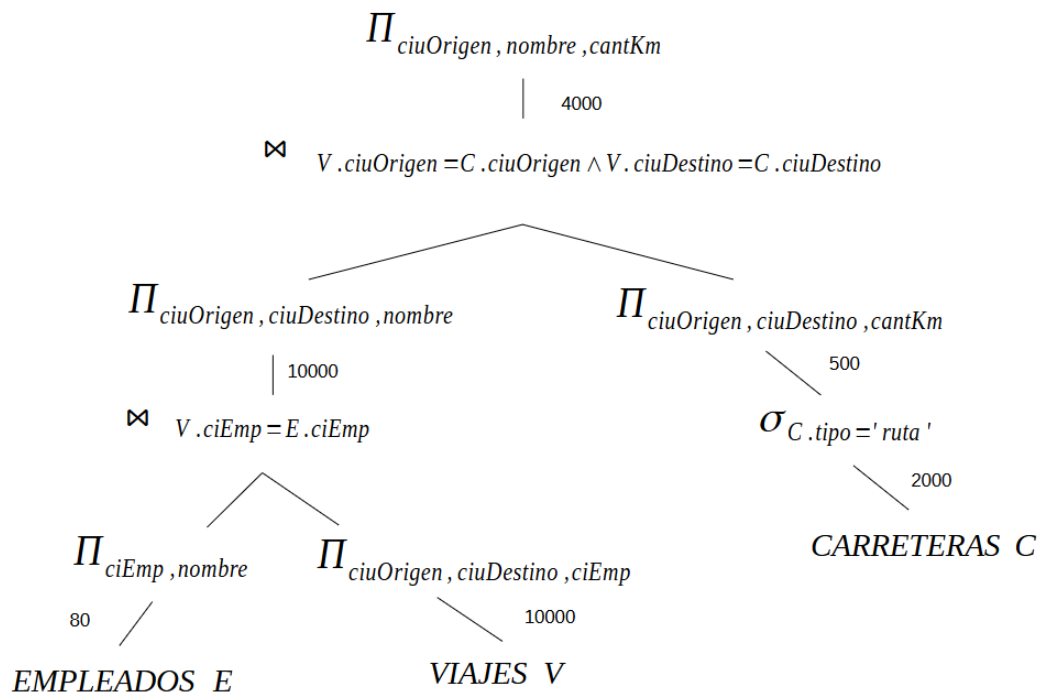 Π ciuOrigen , nombre , cantKm
4000
⋈ V .ciuOrigen =C .ciuOrigen ∧ V . ciuDestino =C .ciuDestino
Π ciuOrigen , ciuDestino , nombre
Π ciuOrigen , ciuDestino , cantKm
10000
500
⋈ V .ciEmp = E .ciEmp
σ C .tipo =' ruta '
2000
Π ciEmp , nombre
Π ciuOrigen , ciuDestino , ciEmp
CARRETERAS C
80
10000
EMPLEADOS E
VIAJES V